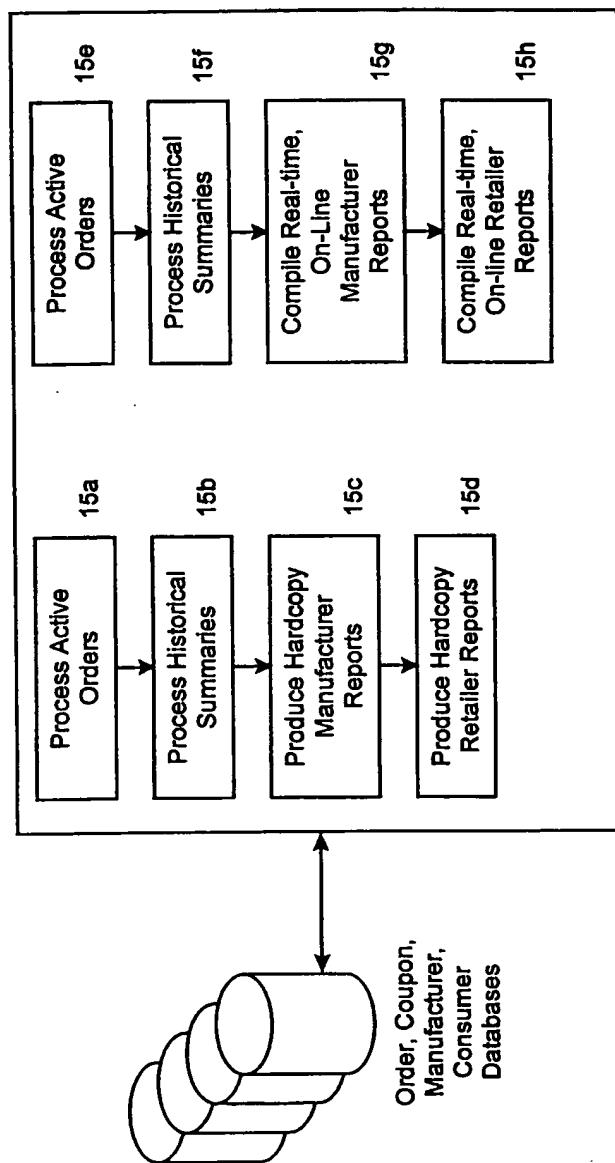 Process Active
Orders
15a
Process Historical
Summaries
15b
Produce Hardcopy
Manufacturer
Reports
15c
Produce Hardcopy
Retailer Reports
15d
Process Active
Orders
15e
Process Historical
Summaries
15f
Compile Real-time,
On-Line
Manufacturer
Reports
15g
Compile Real-time,
On-line Retailer
Reports
15h
Order, Coupon,
Manufacturer,
Consumer
Databases